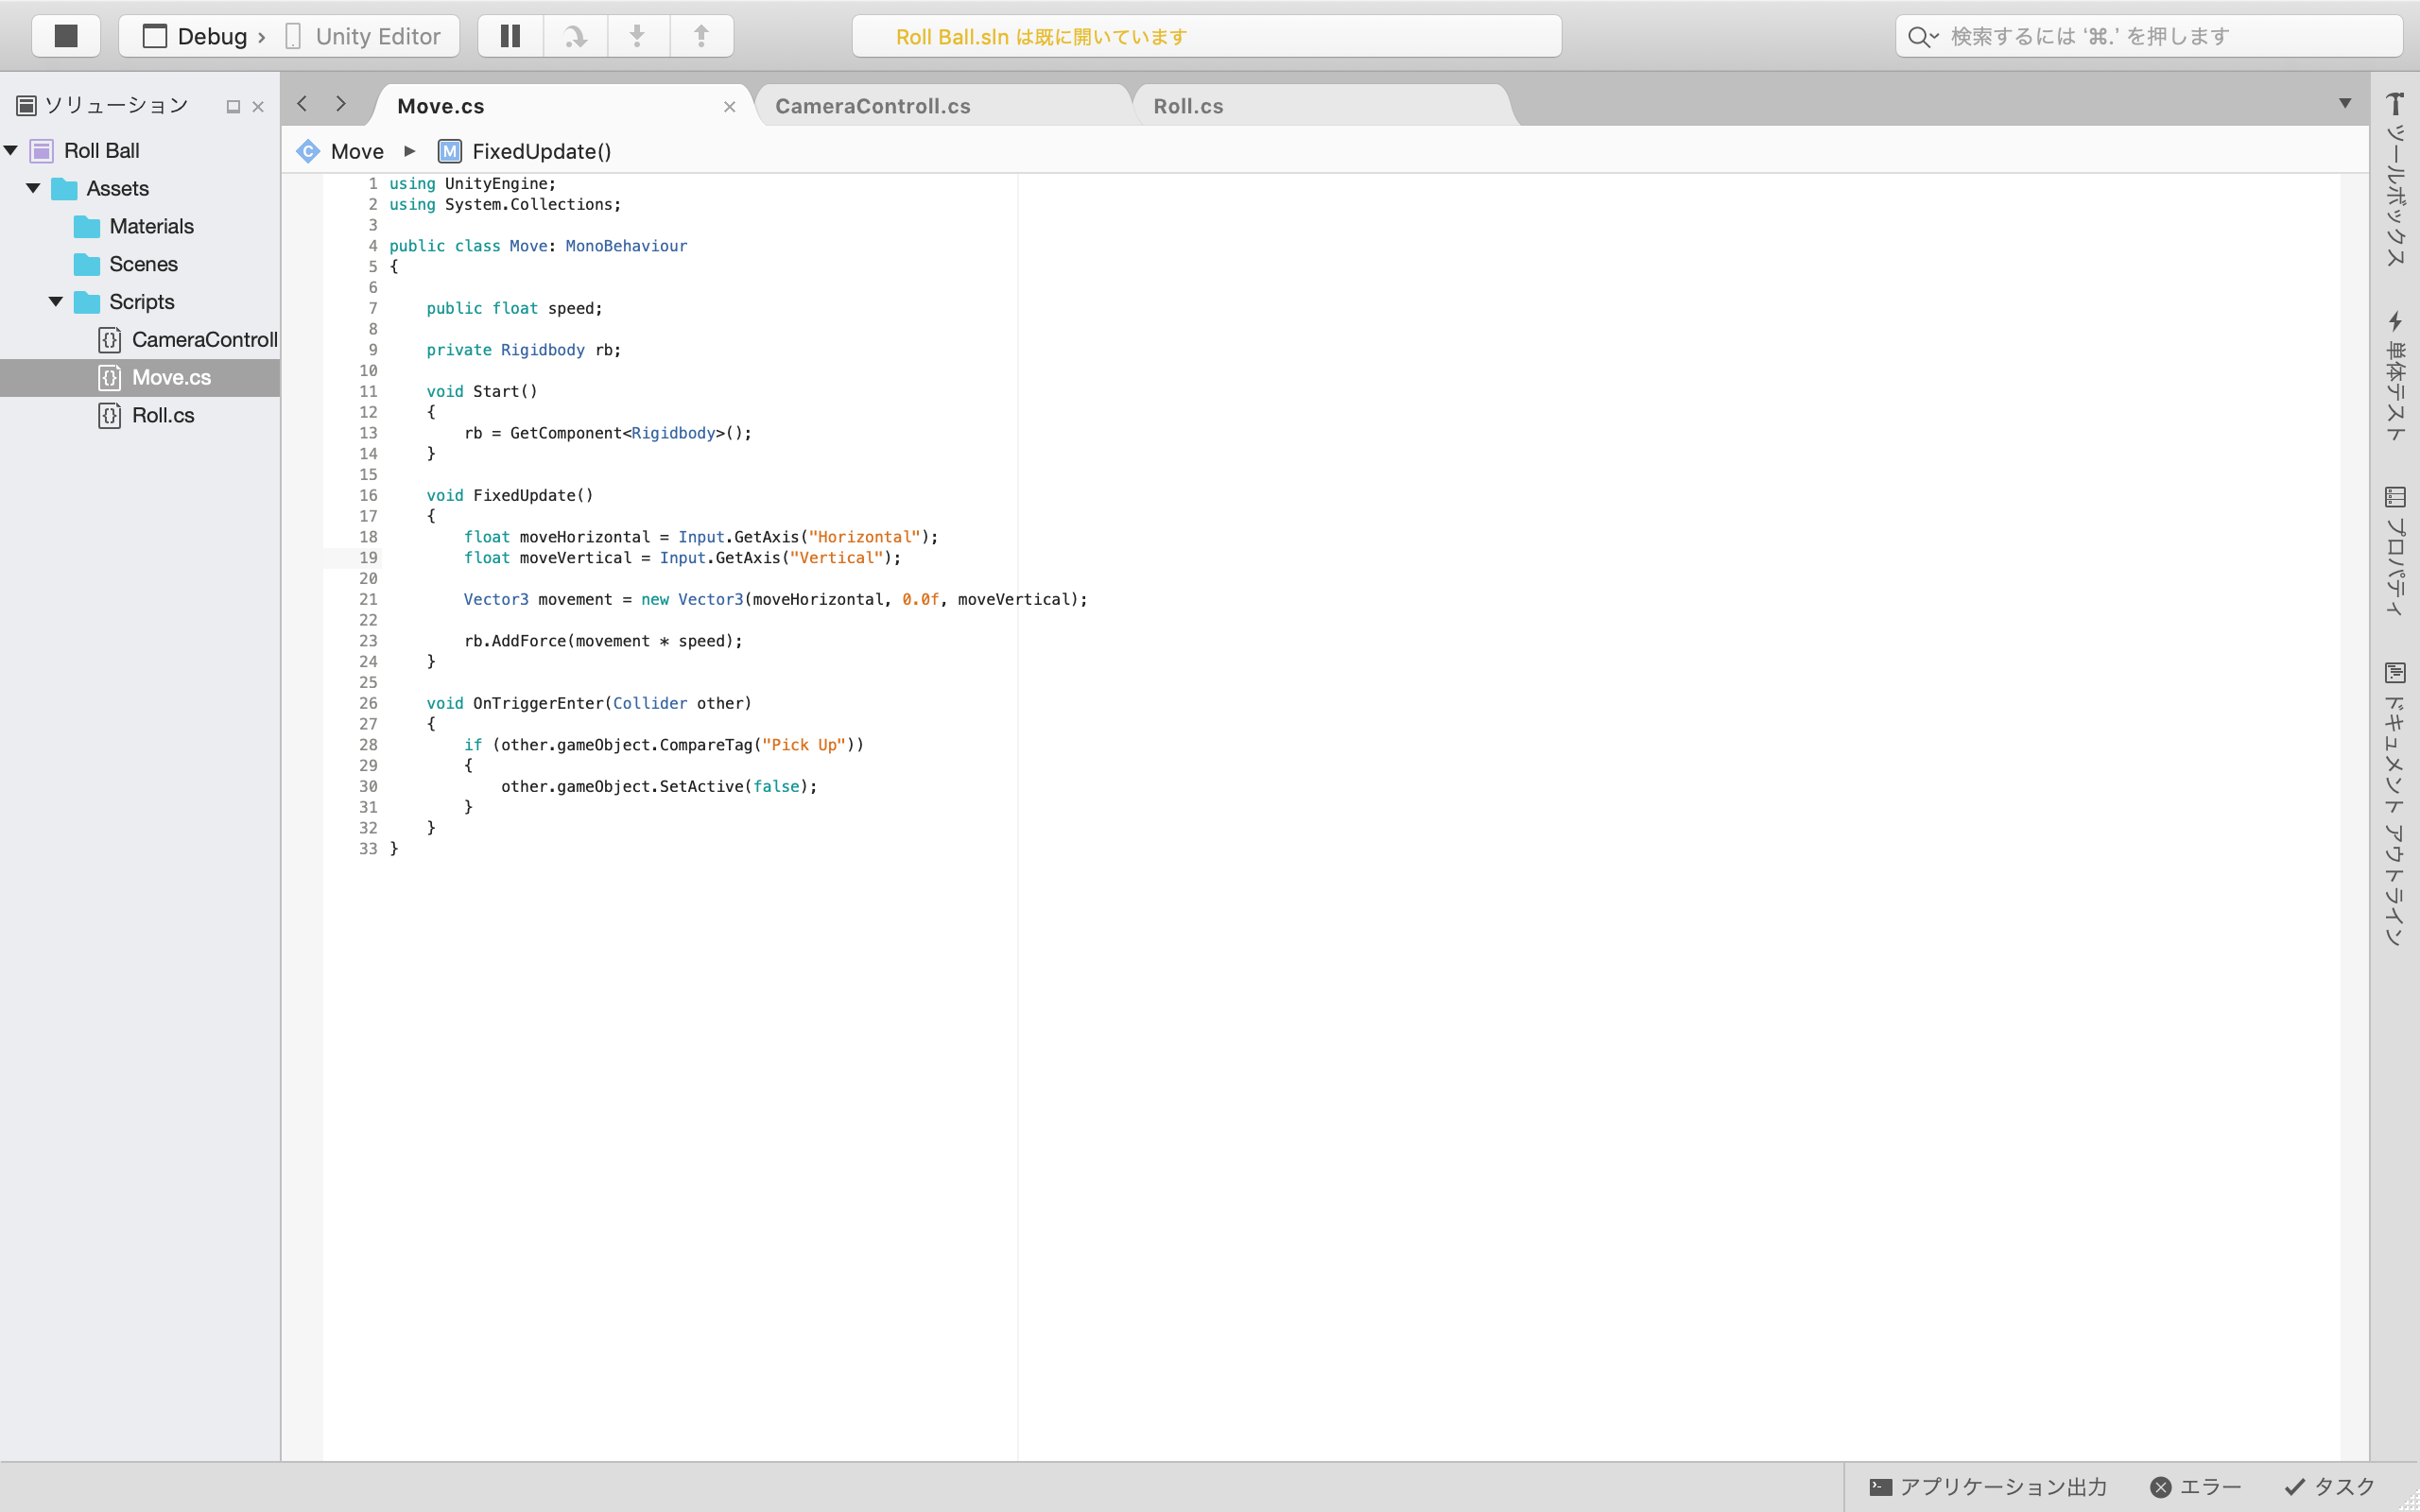 Debug › Unity Editor
Roll Ball.sln は既に開いています
検索するには ‘⌘.’ を押します
ソリューション
Roll Ball
Assets
Materials
Scenes
Scripts
CameraControll
Move.cs
Roll.cs
Move.cs
CameraControll.cs
Roll.cs
C Move ▶ M FixedUpdate()
1 using UnityEngine;
2 using System.Collections;
3
4 public class Move: MonoBehaviour
5 {
6
7     public float speed;
8
9     private Rigidbody rb;
10
11     void Start()
12     {
13         rb = GetComponent<Rigidbody>();
14     }
15
16     void FixedUpdate()
17     {
18         float moveHorizontal = Input.GetAxis("Horizontal");
19         float moveVertical = Input.GetAxis("Vertical");
20
21         Vector3 movement = new Vector3(moveHorizontal, 0.0f, moveVertical);
22
23         rb.AddForce(movement * speed);
24     }
25
26     void OnTriggerEnter(Collider other)
27     {
28         if (other.gameObject.CompareTag("Pick Up"))
29         {
30             other.gameObject.SetActive(false);
31         }
32     }
33 }
ツールボックス
単体テスト
プロパティ
ドキュメント アウトライン
アプリケーション出力
エラー
タスク